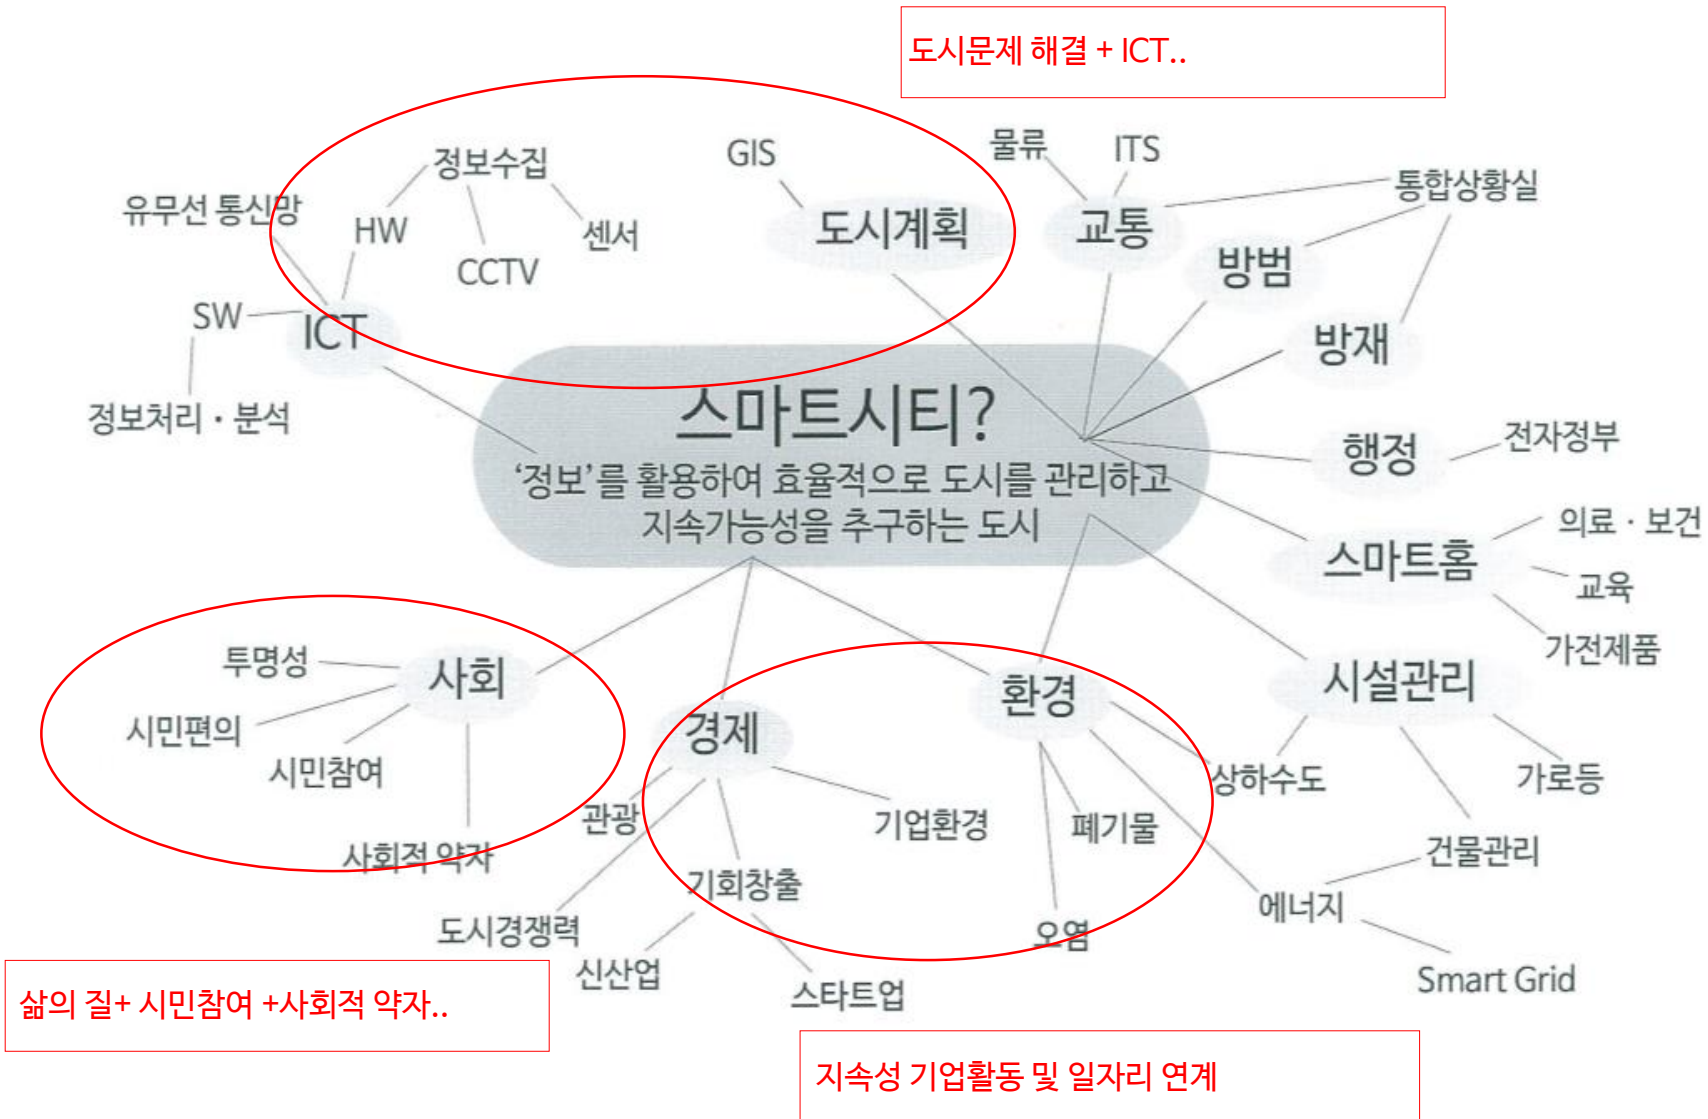 도시문제 해결 + ICT..
물류
ITS
GIS
정보수집
통합상황실
유무선 통신망
HW
센서
도시계획
교통
CCTV
방범
SW
ICT
방재
정보처리 · 분석
스마트시티?
'정보'를 활용하여 효율적으로 도시를 관리하고
지속가능성을 추구하는 도시
행정
전자정부
의료 · 보건
스마트홈
교육
가전제품
투명성
사회
환경
시설관리
시민편의
경제
시민참여
상하수도
가로등
관광
기업환경
폐기물
사회적 약자
건물관리
기회창출
에너지
도시경쟁력
오염
신산업
스타트업
Smart Grid
삶의 질+ 시민참여 +사회적 약자..
지속성 기업활동 및 일자리 연계